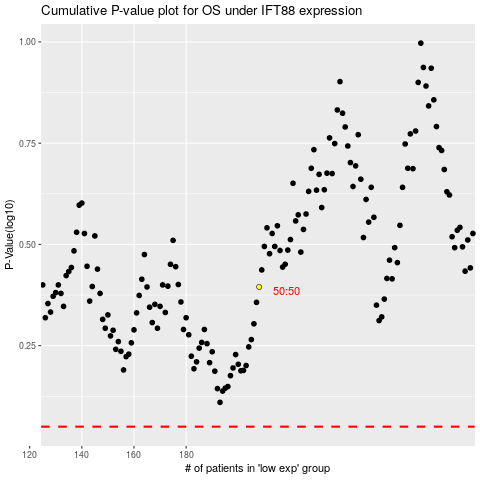 Cumulative P-value plot for OS under IFT88 expression
1.00
0.75
0.50
0.25
P-Value(log10)
50:50
120 140 160 180
# of patients in 'low exp' group